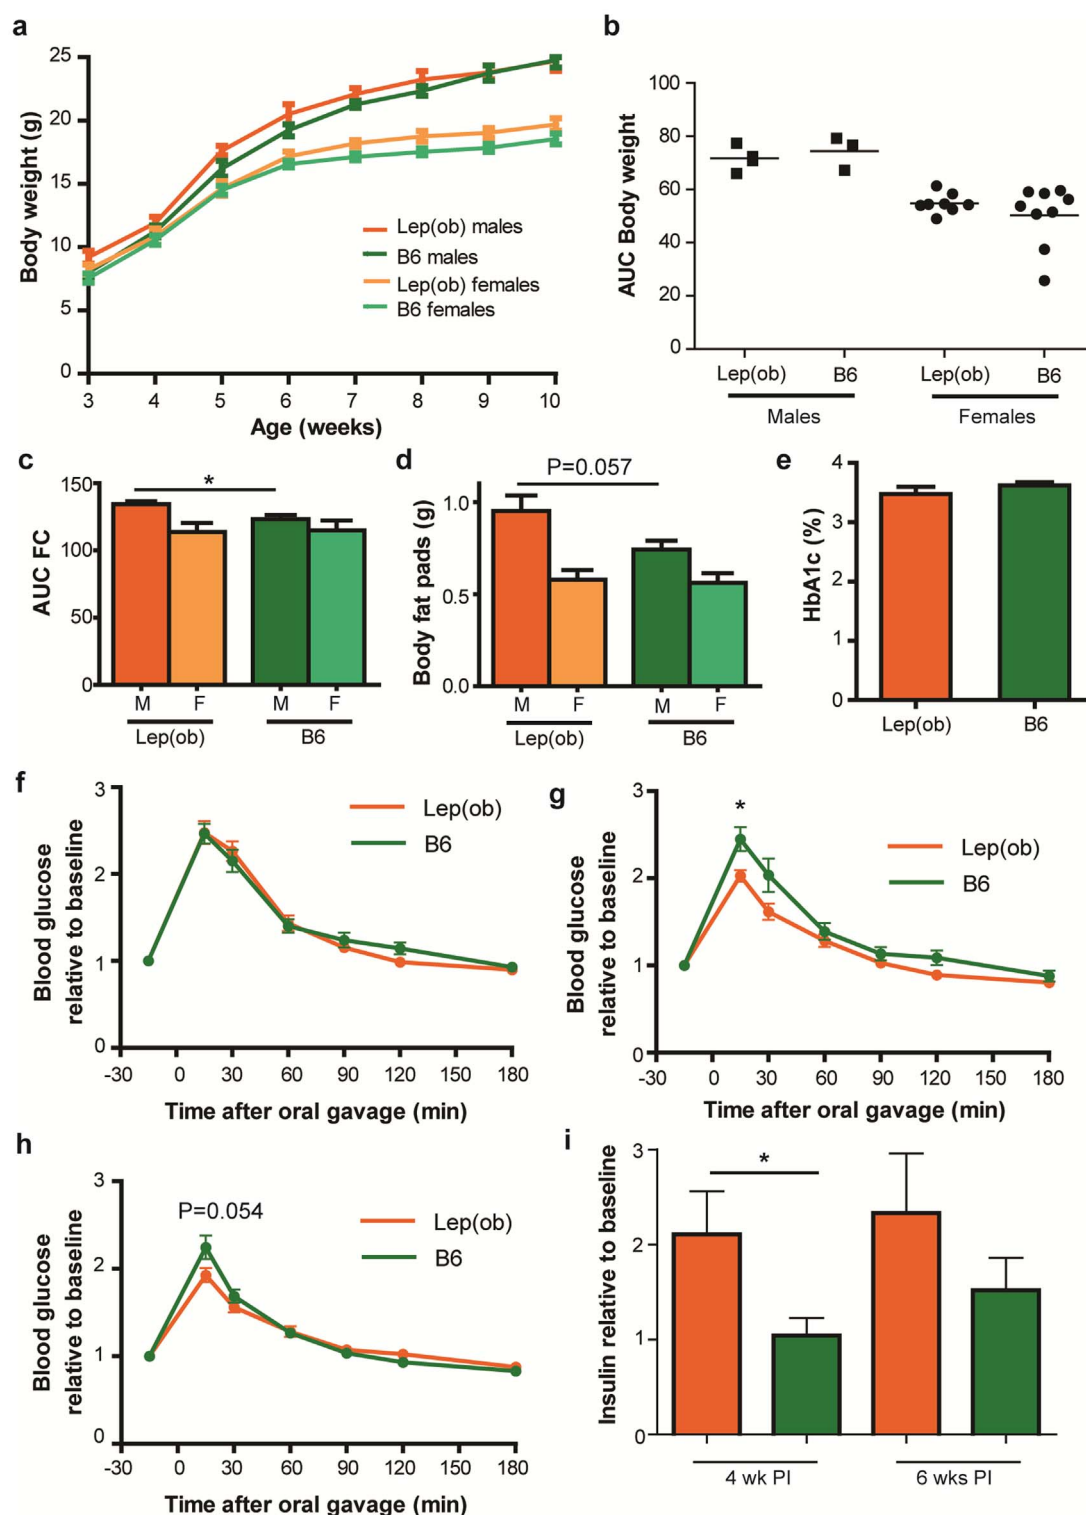 a
Body weight (g)
25
20
15
10
5
0
3 4 5 6 7 8 9 10
Age (weeks)
Lep(ob) males
B6 males
Lep(ob) females
B6 females
b
AUC Body weight
100
80
60
40
20
0
Lep(ob) B6 Lep(ob) B6
Males Females
c
AUC FC
150
100
50
0
*
M F M F
Lep(ob) B6
d
Body fat pads (g)
P=0.057
1.0
0.5
0.0
M F M F
Lep(ob) B6
e
HbA1c (%)
4
3
2
1
0
Lep(ob) B6
f
Blood glucose
relative to baseline
3
2
1
0
Lep(ob)
B6
-30 0 30 60 90 120 150 180
Time after oral gavage (min)
g
Blood glucose
relative to baseline
3
2
1
0
*
Lep(ob)
B6
-30 0 30 60 90 120 150 180
Time after oral gavage (min)
h
Blood glucose
relative to baseline
3
2
1
0
P=0.054
Lep(ob)
B6
-30 0 30 60 90 120 150 180
Time after oral gavage (min)
i
Insulin relative to baseline
3
2
1
0
*
4 wk PI 6 wks PI